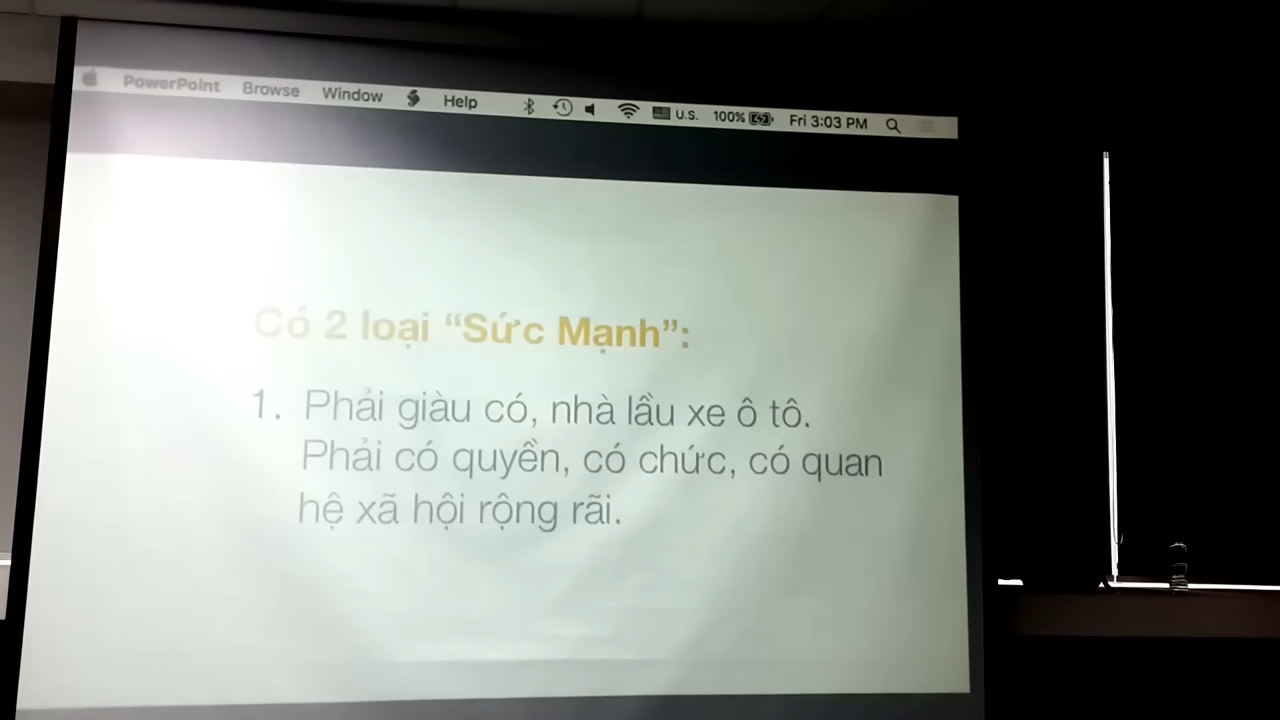 PowerPoint Browse Window Help U.S. 100% Fri 3:03 PM
Có 2 loại “Sức Mạnh”:
1. Phải giàu có, nhà lầu xe ô tô.
Phải có quyền, có chức, có quan
hệ xã hội rộng rãi.